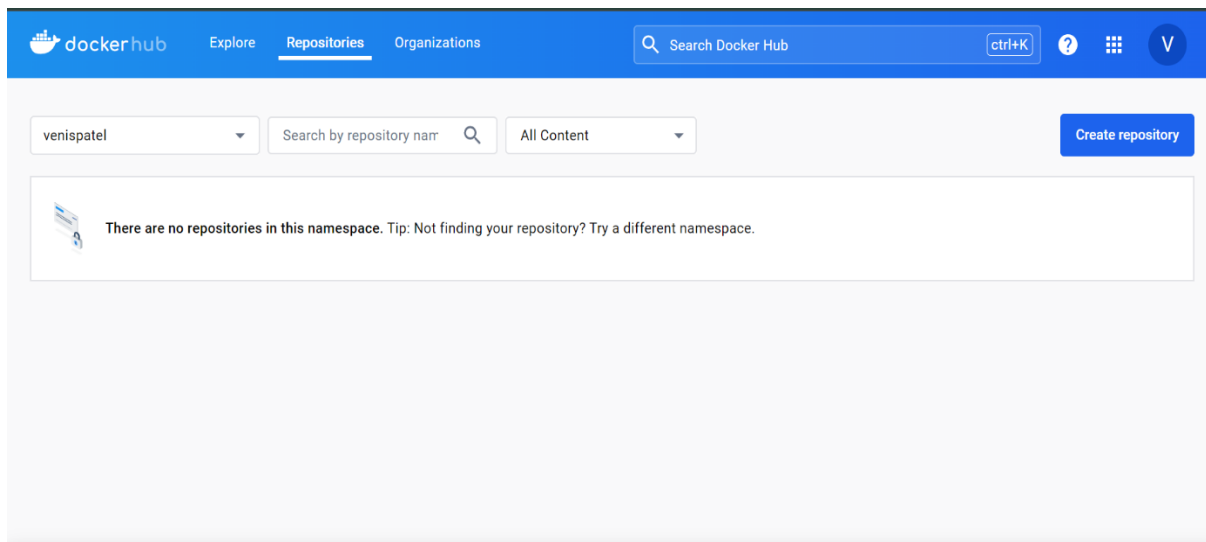 dockerhub Explore Repositories Organizations Search Docker Hub ctrl+K ? V
venispatel Search by repository nam All Content Create repository
There are no repositories in this namespace. Tip: Not finding your repository? Try a different namespace.